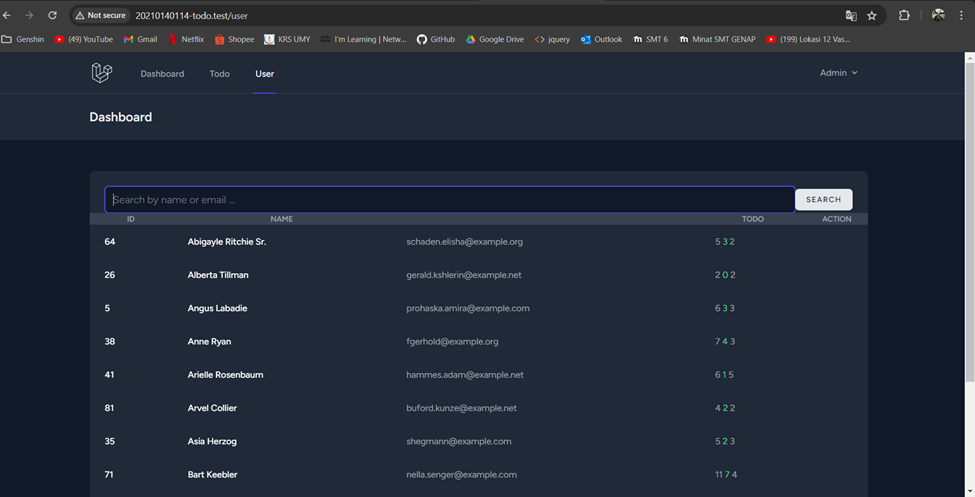 Not secure 20210140114-todo.test/user
Genshin (49) YouTube Gmail Netflix Shopee KRS UMY I'm Learning | Netw... GitHub Google Drive jquery Outlook SMT 6 Minat SMT GENAP (199) Lokasi 12 Vas...
Dashboard Todo User Admin
Dashboard
Search by name or email ... SEARCH
ID NAME TODO ACTION
64 Abigayle Ritchie Sr. schaden.elisha@example.org 5 3 2
26 Alberta Tillman gerald.kshlerin@example.net 2 0 2
5 Angus Labadie prohaska.amira@example.com 6 3 3
38 Anne Ryan fgerhold@example.org 7 4 3
41 Arielle Rosenbaum hammes.adam@example.net 6 1 5
81 Arvel Collier buford.kunze@example.net 4 2 2
35 Asia Herzog shegmann@example.com 5 2 3
71 Bart Keebler nella.senger@example.com 11 7 4